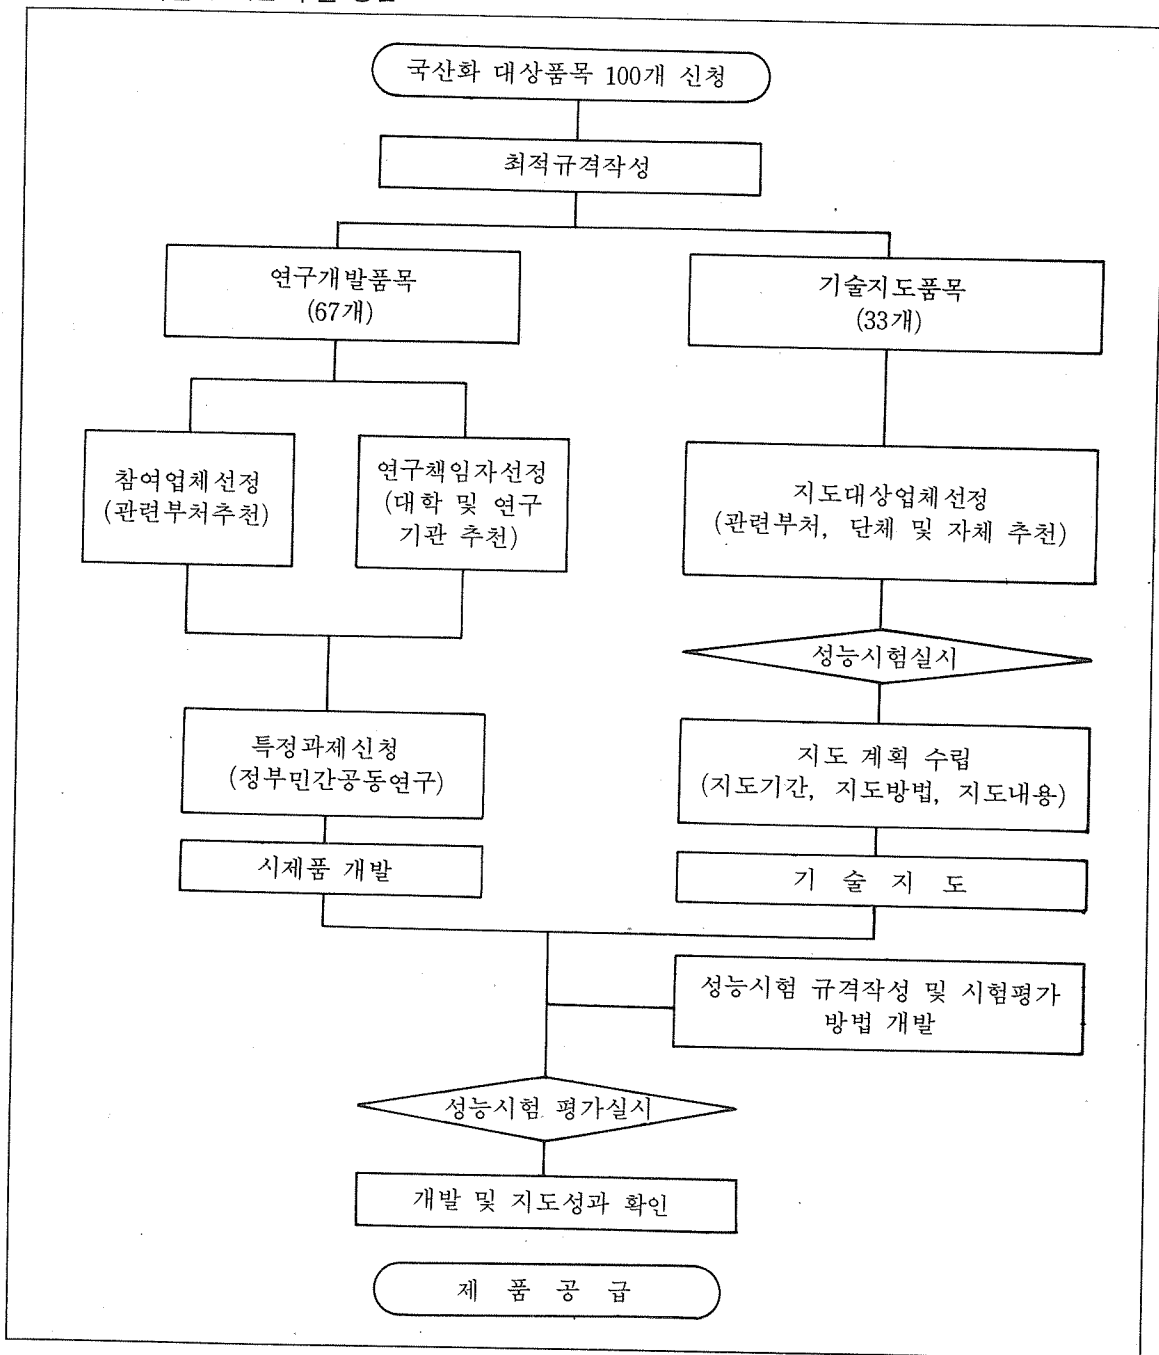 국산화 대상품목 100개 신청
최적규격작성
연구개발품목
(67개)
기술지도품목
(33개)
참여업체선정
(관련부처추천)
연구책임자선정
(대학 및 연구
기관 추천)
지도대상업체선정
(관련부처, 단체 및 자체 추천)
성능시험실시
특정과제신청
(정부민간공동연구)
지도 계획 수립
(지도기간, 지도방법, 지도내용)
시제품 개발
기 술 지 도
성능시험 규격작성 및 시험평가
방법 개발
성능시험 평가실시
개발 및 지도성과 확인
제 품 공 급